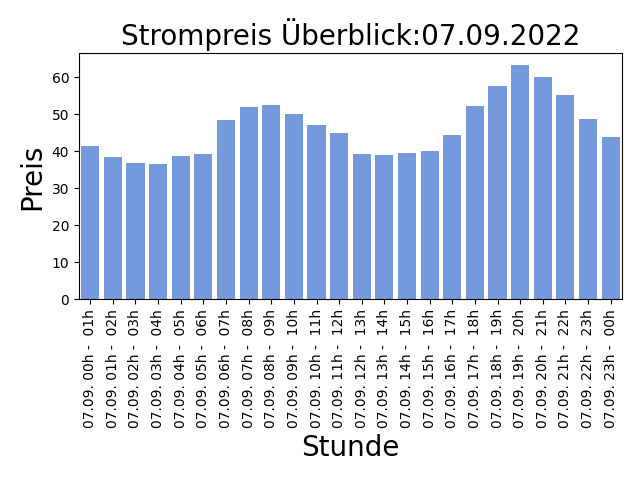 Strompreis Überblick:07.09.2022
Preis
60
50
40
30
20
10
0
07.09. 00h -   01h
07.09. 01h -   02h
07.09. 02h -   03h
07.09. 03h -   04h
07.09. 04h -   05h
07.09. 05h -   06h
07.09. 06h -   07h
07.09. 07h -   08h
07.09. 08h -   09h
07.09. 09h -   10h
07.09. 10h -   11h
07.09. 11h -   12h
07.09. 12h -   13h
07.09. 13h -   14h
07.09. 14h -   15h
07.09. 15h -   16h
07.09. 16h -   17h
07.09. 17h -   18h
07.09. 18h -   19h
07.09. 19h -   20h
07.09. 20h -   21h
07.09. 21h -   22h
07.09. 22h -   23h
07.09. 23h -   00h
Stunde